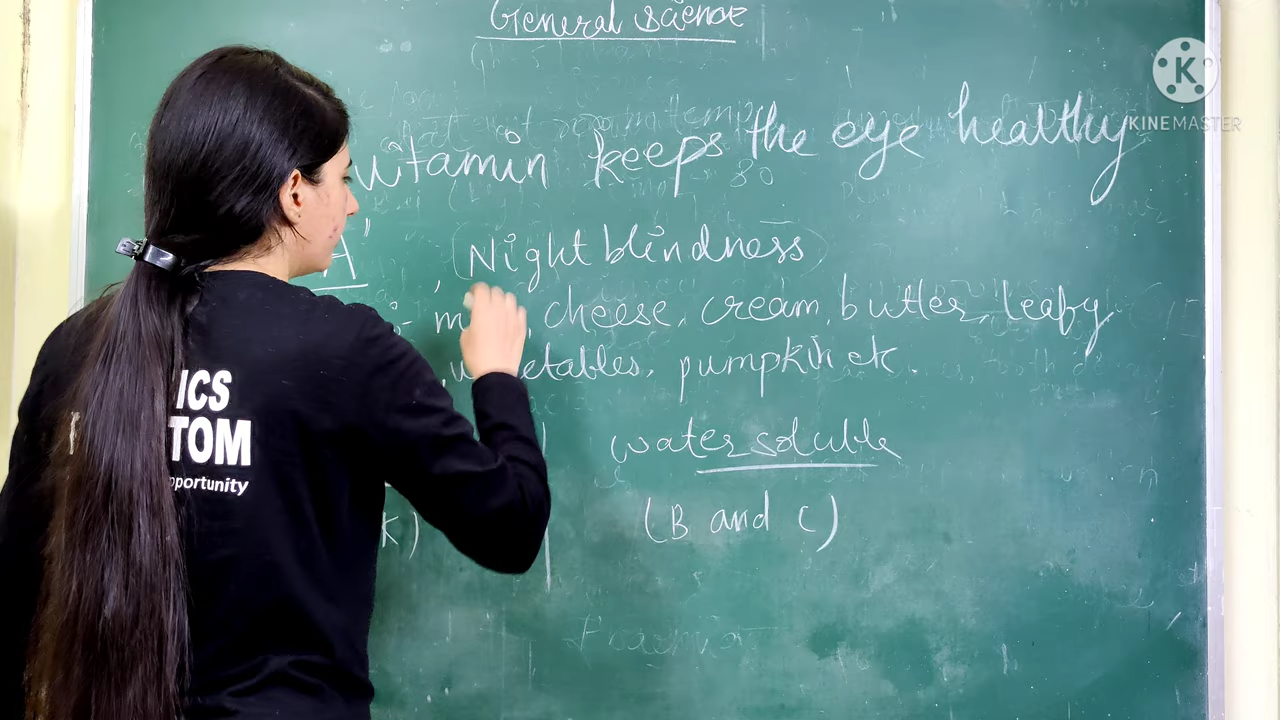 General Science
vitamin keeps the eye healthy
"A"
(Night blindness)
cheese, cream, butter, leafy
pumpkin etc.
water soluble
K)
(B and C)
ICS
TOM
pportunity
K
KINEMASTER